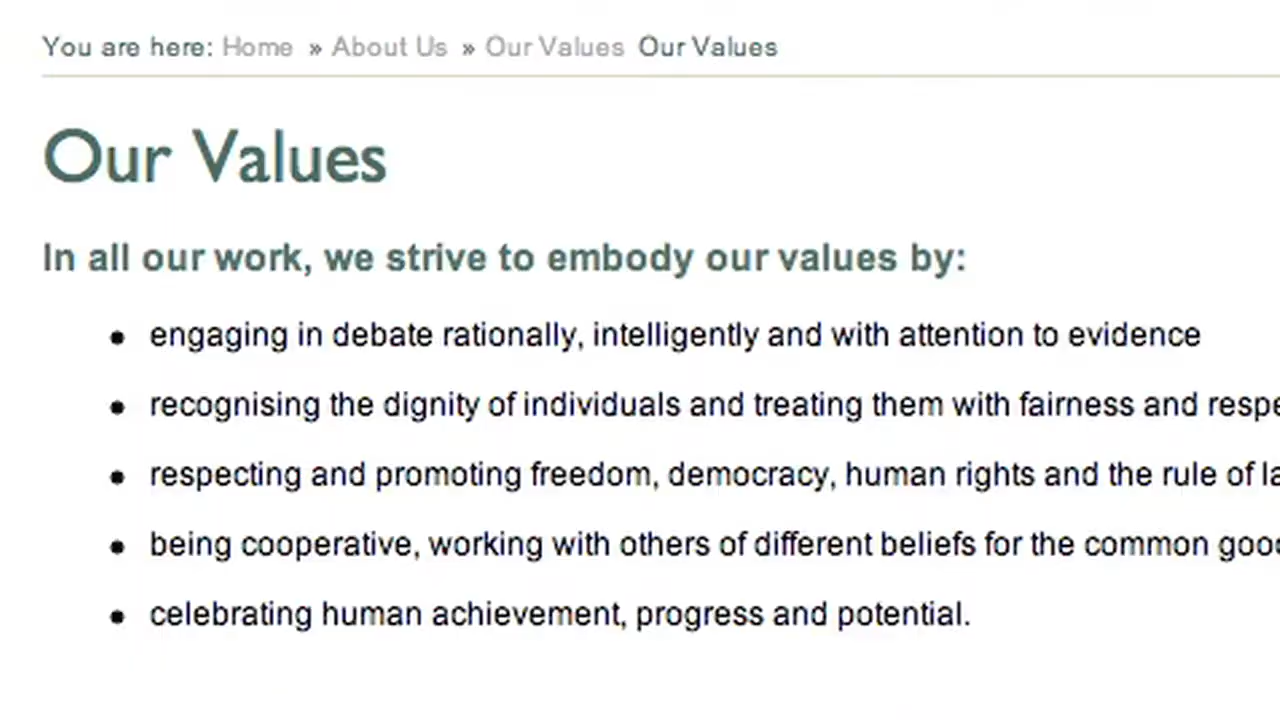 You are here: Home » About Us » Our Values Our Values
Our Values
In all our work, we strive to embody our values by:
• engaging in debate rationally, intelligently and with attention to evidence
• recognising the dignity of individuals and treating them with fairness and respe
• respecting and promoting freedom, democracy, human rights and the rule of la
• being cooperative, working with others of different beliefs for the common goo
• celebrating human achievement, progress and potential.